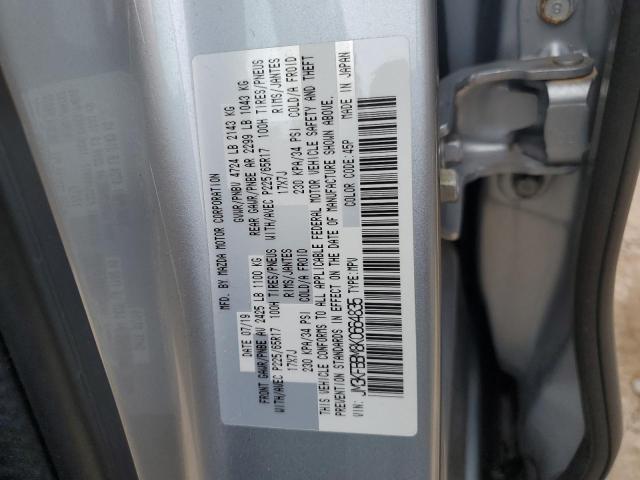 MFD. BY MAZDA MOTOR CORPORATION
DATE 07/19 GVWR/PNBV 4724 LB 2143 KG
FRONT GAWR/PNBE AV 2425 LB 1100 KG REAR GAWR/PNBE AR 2299 LB 1043 KG
WITH/AVEC P225/65R17 100H TIRES/PNEUS WITH/AVEC P225/65R17 100H TIRES/PNEUS
17X7J RIMS/JANTES 17X7J RIMS/JANTES
230 KPA/34 PSI COLD/A FROID 230 KPA/34 PSI COLD/A FROID
THIS VEHICLE CONFORMS TO ALL APPLICABLE FEDERAL MOTOR VEHICLE SAFETY AND THEFT
PREVENTION STANDARDS IN EFFECT ON THE DATE OF MANUFACTURE SHOWN ABOVE.
VIN: TYPE:MPV COLOR CODE:45P MADE IN JAPAN
8